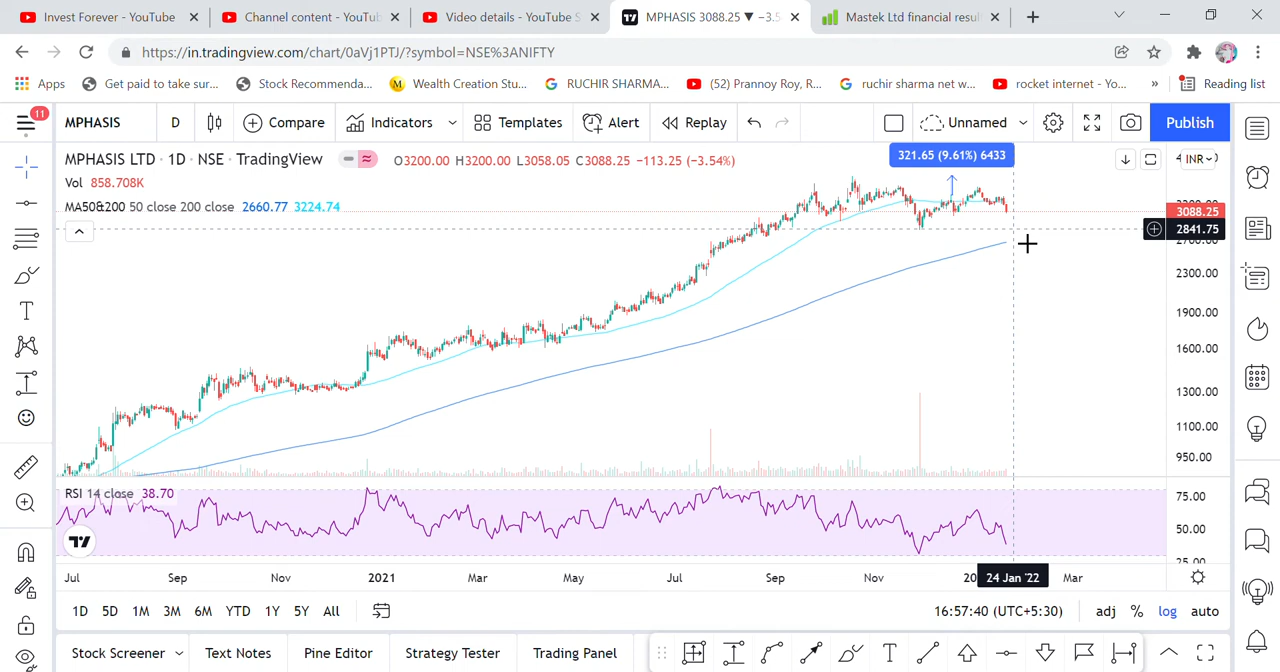 Invest Forever - YouTube
Channel content - YouTu
Video details - YouTube S
MPHASIS 3088.25 ▼ −3.5
Mastek Ltd financial resul
https://in.tradingview.com/chart/0aVj1PTJ/?symbol=NSE%3ANIFTY
Apps
Get paid to take sur...
Stock Recommenda...
Wealth Creation Stu...
RUCHIR SHARMA...
(52) Prannoy Roy, R...
ruchir sharma net w...
rocket internet - Yo...
»
Reading list
11
MPHASIS
D
Compare
Indicators
Templates
Alert
Replay
Unnamed
Publish
MPHASIS LTD · 1D · NSE · TradingView
O3200.00 H3200.00 L3058.05 C3088.25 −113.25 (−3.54%)
321.65 (9.61%) 6433
INR
Vol 858.708K
MA50&200 50 close 200 close 2660.77 3224.74
3088.25
2841.75
2300.00
1900.00
1600.00
1300.00
1100.00
950.00
RSI 14 close 38.70
75.00
50.00
25.00
Jul
Sep
Nov
2021
Mar
May
Jul
Sep
Nov
24 Jan '22
Mar
1D
5D
1M
3M
6M
YTD
1Y
5Y
All
16:57:40 (UTC+5:30)
adj
%
log
auto
Stock Screener
Text Notes
Pine Editor
Strategy Tester
Trading Panel